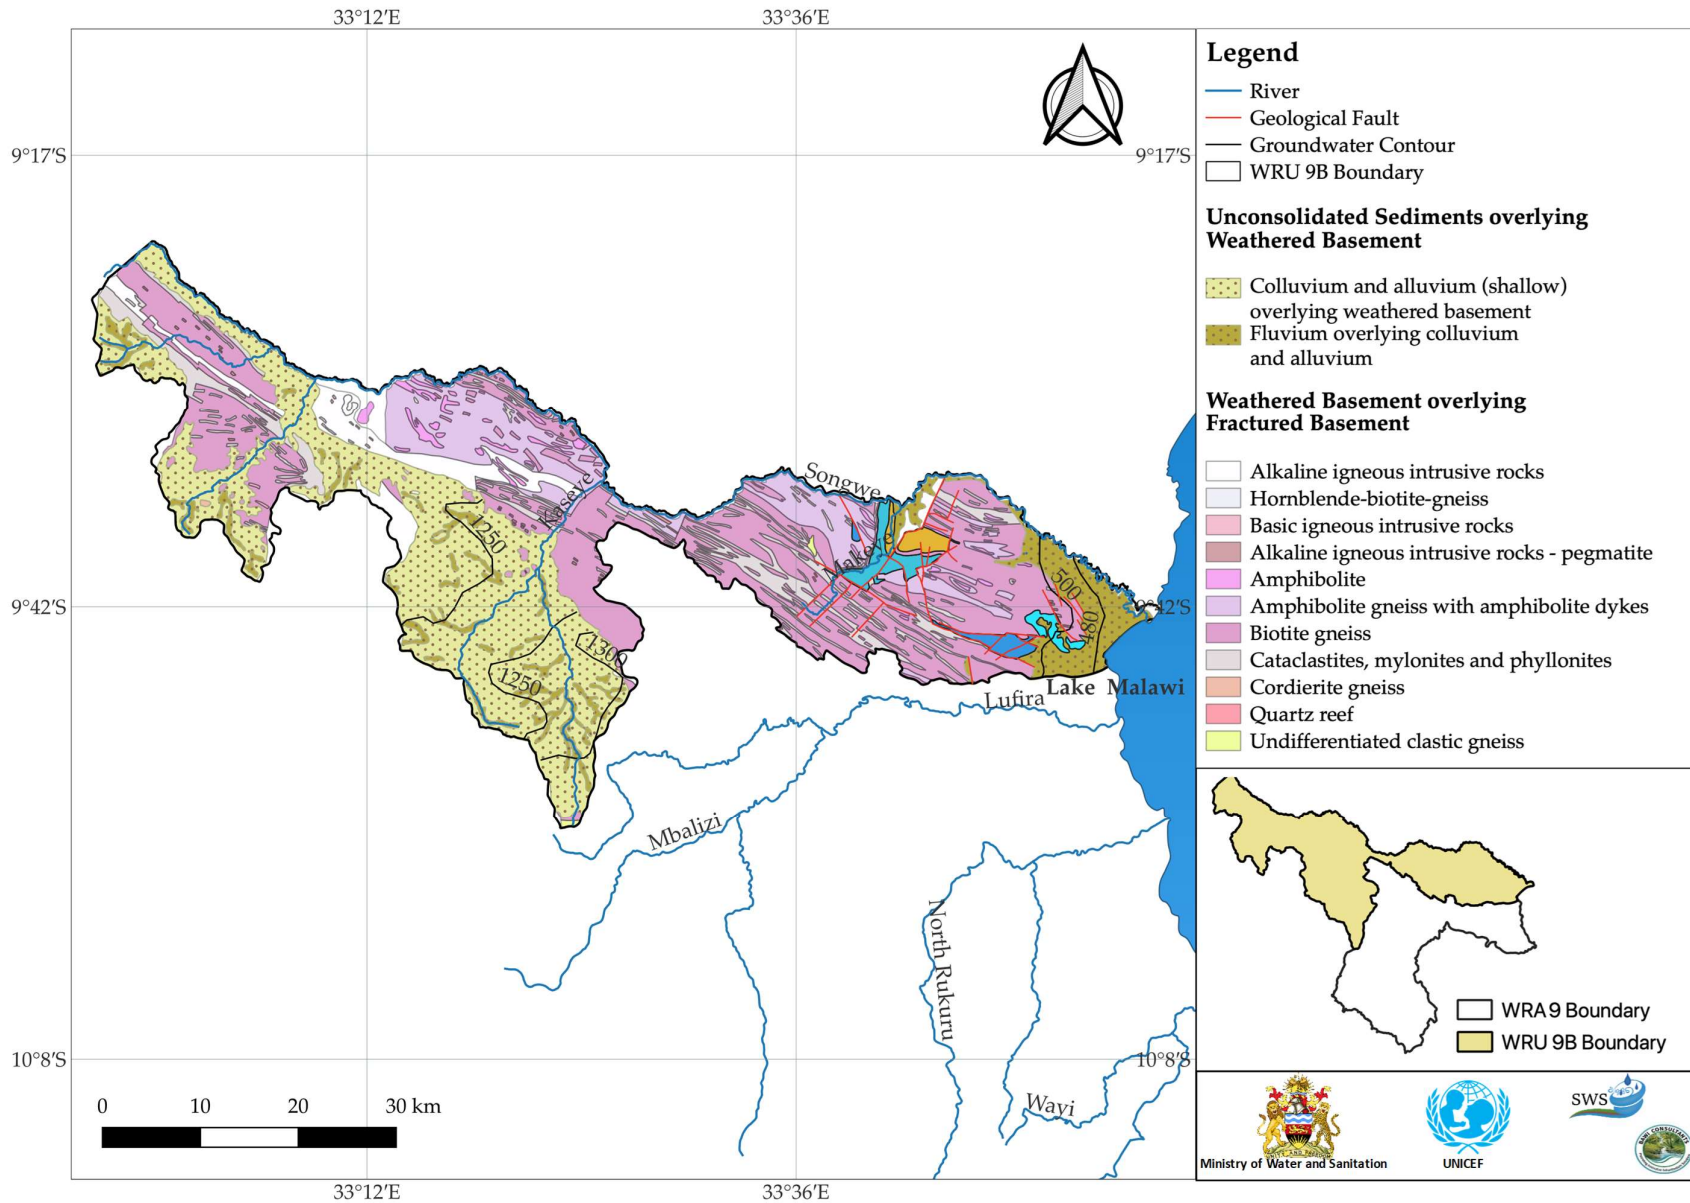 33°12'E
33°36'E
9°17'S
9°17'S
9°42'S
9°42'S
10°8'S
10°8'S
33°12'E
33°36'E
Songwe
Kaseye
Makeye
1250
1250
1300
500
480
Lake Malawi
Lufira
Mbalizi
North Rukuru
Wayi
0 10 20 30 km
Legend
River
Geological Fault
Groundwater Contour
WRU 9B Boundary
Unconsolidated Sediments overlying
Weathered Basement
Colluvium and alluvium (shallow)
overlying weathered basement
Fluvium overlying colluvium
and alluvium
Weathered Basement overlying
Fractured Basement
Alkaline igneous intrusive rocks
Hornblende-biotite-gneiss
Basic igneous intrusive rocks
Alkaline igneous intrusive rocks - pegmatite
Amphibolite
Amphibolite gneiss with amphibolite dykes
Biotite gneiss
Cataclastites, mylonites and phyllonites
Cordierite gneiss
Quartz reef
Undifferentiated clastic gneiss
WRA 9 Boundary
WRU 9B Boundary
Ministry of Water and Sanitation
UNICEF
SWS
BAWI CONSULTANTS